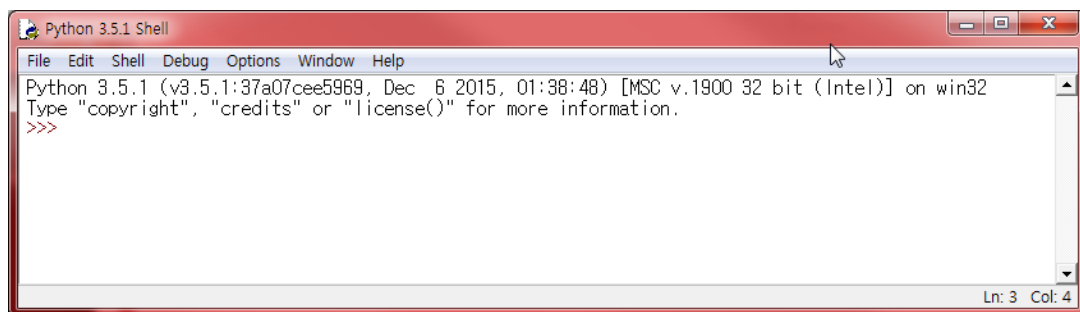 Python 3.5.1 Shell
File Edit Shell Debug Options Window Help
Python 3.5.1 (v3.5.1:37a07cee5969, Dec  6 2015, 01:38:48) [MSC v.1900 32 bit (Intel)] on win32
Type "copyright", "credits" or "license()" for more information.
>>>
Ln: 3 Col: 4